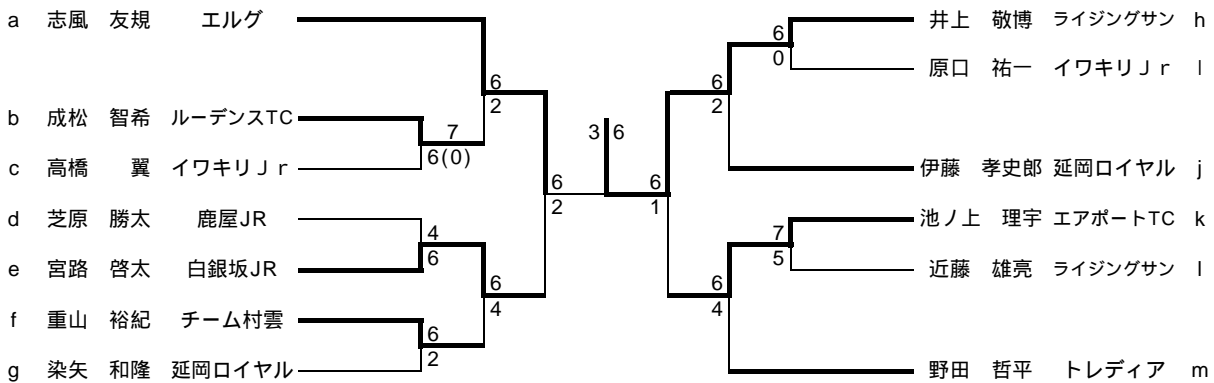 a 志風 友規 エルグ
6
2
b 成松 智希 ルーデンスTC
7
6(0)
c 高橋 翼 イワキリＪｒ
6
2
d 芝原 勝太 鹿屋JR
4
6
e 宮路 啓太 白銀坂JR
6
4
f 重山 裕紀 チーム村雲
6
2
g 染矢 和隆 延岡ロイヤル
3 6
井上 敬博 ライジングサン h
6
0
原口 祐一 イワキリＪｒ I
6
2
伊藤 孝史郎 延岡ロイヤル j
6
1
池ノ上 理宇 エアポートTC k
7
5
近藤 雄亮 ライジングサン l
6
4
野田 哲平 トレディア m